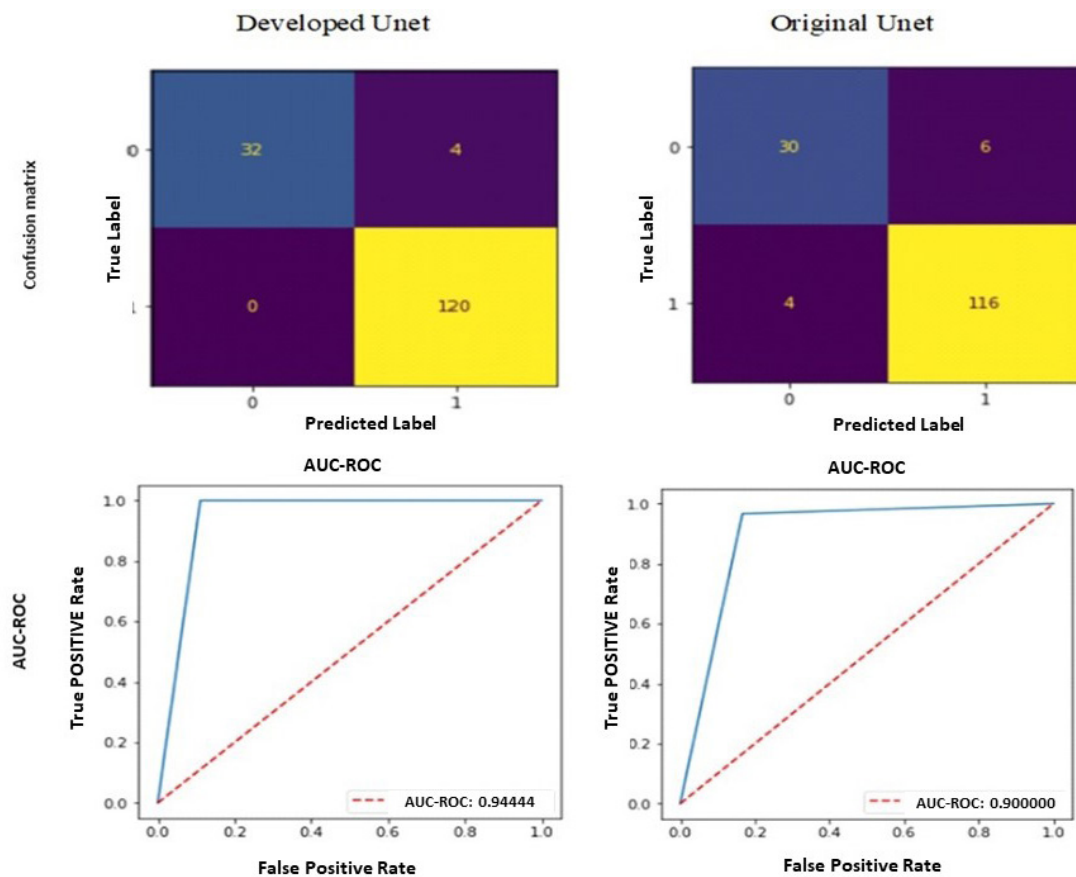 Developed Unet
Original Unet
Confusion matrix
True Label
0
32
4
1
0
120
0
1
Predicted Label
True Label
0
30
6
1
4
116
0
1
Predicted Label
AUC-ROC
AUC-ROC
True POSITIVE Rate
1.0
0.8
0.6
0.4
0.2
0.0
AUC-ROC: 0.94444
0.0 0.2 0.4 0.6 0.8 1.0
False Positive Rate
AUC-ROC
True POSITIVE Rate
1.0
0.8
0.6
0.4
0.2
0.0
AUC-ROC: 0.900000
0.0 0.2 0.4 0.6 0.8 1.0
False Positive Rate